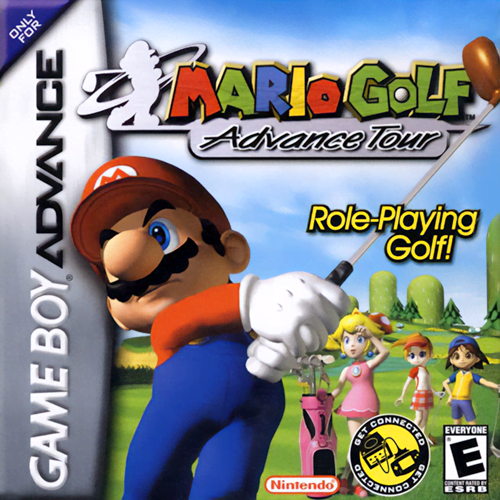 ONLY
FOR
GAME BOY ADVANCE
®
MARIO GOLF™
Advance Tour
Role-Playing
Golf!
M
GET CONNECTED
GET CONNECTED
Nintendo®
EVERYONE
E
CONTENT RATED BY
ESRB